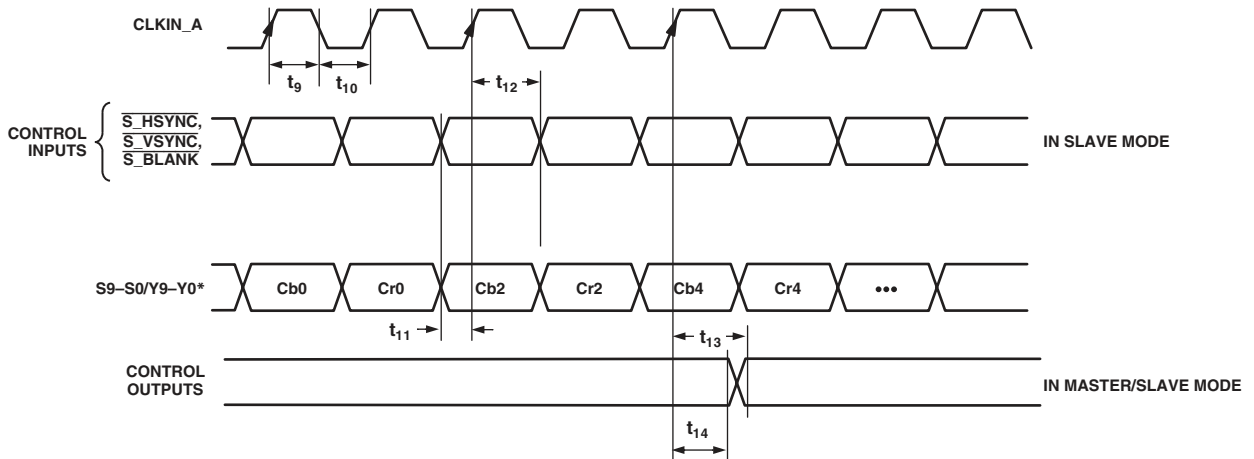 CLKIN_A
t9 t10 t12
CONTROL INPUTS
S_HSYNC,
S_VSYNC,
S_BLANK
IN SLAVE MODE
S9–S0/Y9–Y0* Cb0 Cr0 Cb2 Cr2 Cb4 Cr4 •••
t11 t13
CONTROL OUTPUTS
IN MASTER/SLAVE MODE
t14